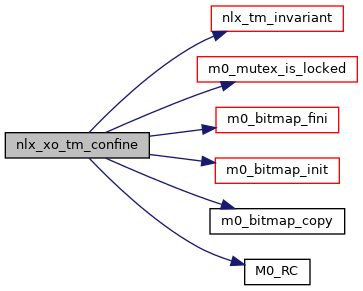 nlx_tm_invariant
m0_mutex_is_locked
m0_bitmap_fini
nlx_xo_tm_confine
m0_bitmap_init
m0_bitmap_copy
M0_RC